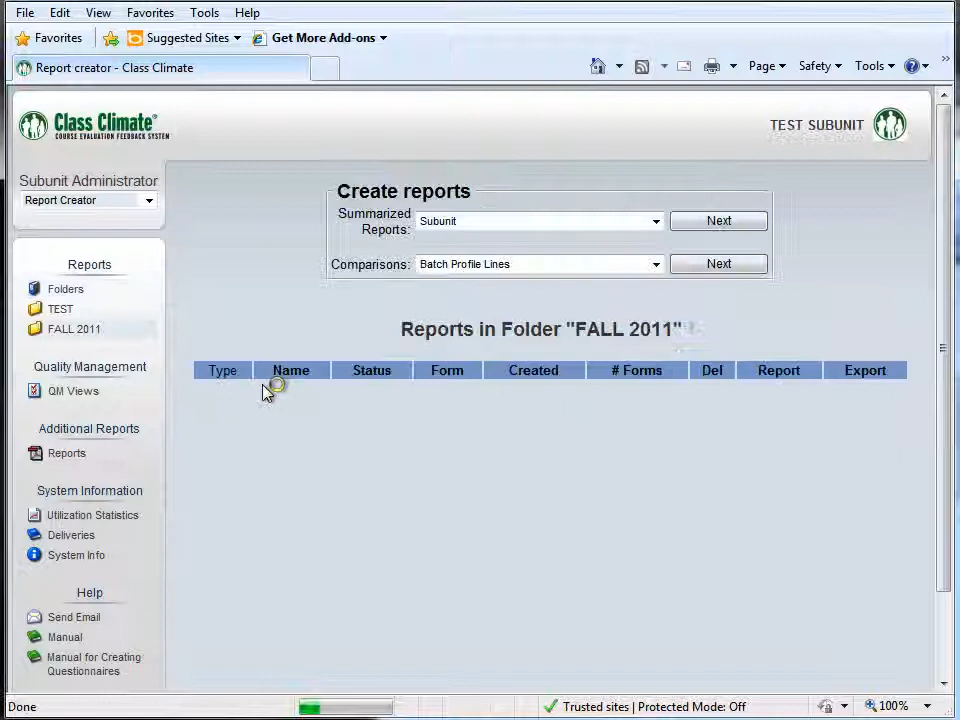 File Edit View Favorites Tools Help
Favorites Suggested Sites Get More Add-ons
Report creator - Class Climate Page Safety Tools
Class Climate®
COURSE EVALUATION FEEDBACK SYSTEM
TEST SUBUNIT
Subunit Administrator
Report Creator
Create reports
Summarized Reports: Subunit Next
Comparisons: Batch Profile Lines Next
Reports
Folders
TEST
FALL 2011
Quality Management
QM Views
Additional Reports
Reports
System Information
Utilization Statistics
Deliveries
System Info
Help
Send Email
Manual
Manual for Creating
Questionnaires
Reports in Folder "FALL 2011"
Type Name Status Form Created # Forms Del Report Export
Done Trusted sites | Protected Mode: Off 100%